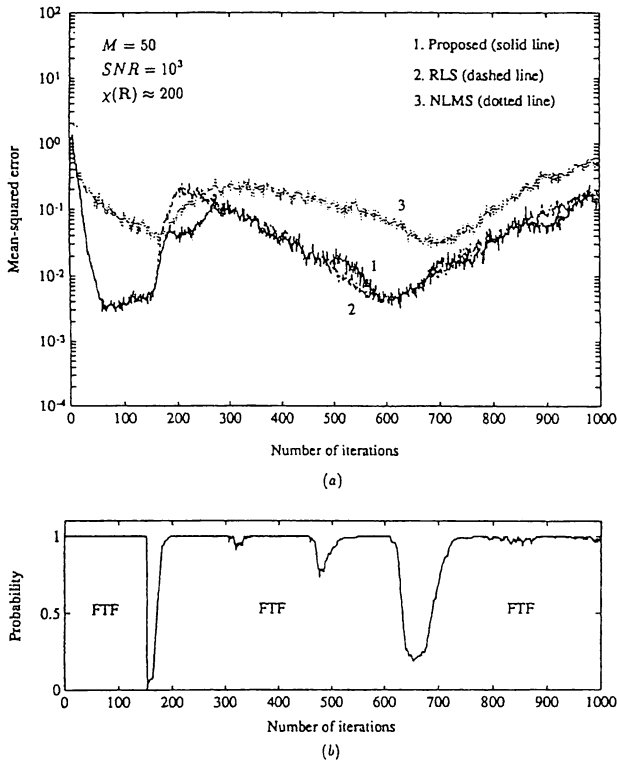 10²
M = 50
SNR = 10³
χ(R) ≈ 200
1. Proposed (solid line)
2. RLS (dashed line)
3. NLMS (dotted line)
10¹
10⁰
10⁻¹
10⁻²
10⁻³
10⁻⁴
Mean-squared error
3
1
2
0 100 200 300 400 500 600 700 800 900 1000
Number of iterations
(a)
1
0.5
0
Probability
FTF FTF FTF
0 100 200 300 400 500 600 700 800 900 1000
Number of iterations
(b)